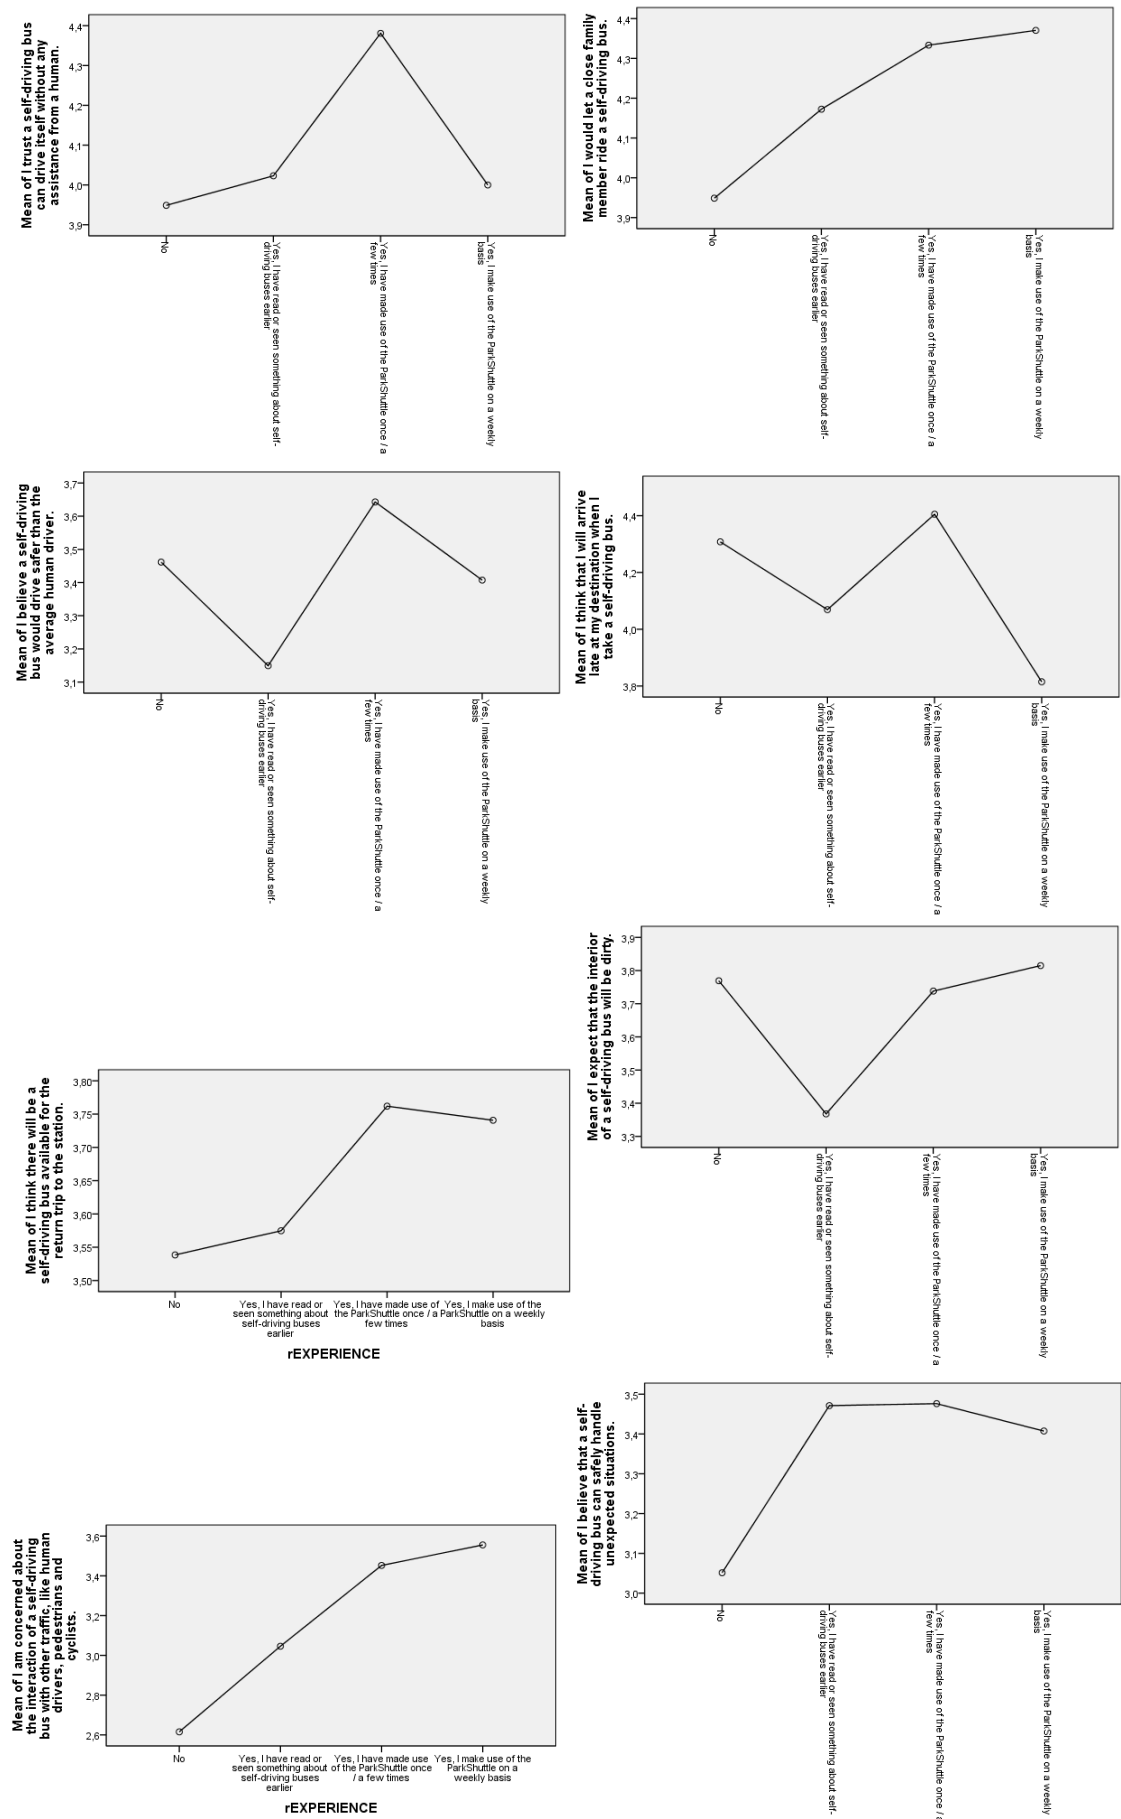 Mean of I trust a self-driving bus
can drive itself without any
assistance from a human.
4,4
4,3
4,2
4,1
4,0
3,9
No
Yes, I have read or seen something about self-
driving buses earlier
Yes, I have made use of the ParkShuttle once / a
few times
Yes, I make use of the ParkShuttle on a weekly
basis
Mean of I would let a close family
member ride a self-driving bus.
4,4
4,3
4,2
4,1
4,0
3,9
No
Yes, I have read or seen something about self-
driving buses earlier
Yes, I have made use of the ParkShuttle once / a
few times
Yes, I make use of the ParkShuttle on a weekly
basis
Mean of I believe a self-driving
bus would drive safer than the
average human driver.
3,7
3,6
3,5
3,4
3,3
3,2
3,1
No
Yes, I have read or seen something about self-
driving buses earlier
Yes, I have made use of the ParkShuttle once / a
few times
Yes, I make use of the ParkShuttle on a weekly
basis
Mean of I think that I will arrive
late at my destination when I
take a self-driving bus.
4,4
4,2
4,0
3,8
No
Yes, I have read or seen something about self-
driving buses earlier
Yes, I have made use of the ParkShuttle once / a
few times
Yes, I make use of the ParkShuttle on a weekly
basis
Mean of I think there will be a
self-driving bus available for the
return trip to the station.
3,80
3,75
3,70
3,65
3,60
3,55
3,50
No
Yes, I have read or
seen something about
self-driving buses
earlier
Yes, I have made use of
the ParkShuttle once / a
few times
Yes, I make use of the
ParkShuttle on a weekly
basis
rEXPERIENCE
Mean of I expect that the interior
of a self-driving bus will be dirty.
3,9
3,8
3,7
3,6
3,5
3,4
3,3
No
Yes, I have read or seen something about self-
driving buses earlier
Yes, I have made use of the ParkShuttle once / a
few times
Yes, I make use of the ParkShuttle on a weekly
basis
Mean of I am concerned about
the interaction of a self-driving
bus with other traffic, like human
drivers, pedestrians and
cyclists.
3,6
3,4
3,2
3,0
2,8
2,6
No
Yes, I have read or
seen something about
self-driving buses
earlier
Yes, I have made use
of the ParkShuttle once
/ a few times
Yes, I make use of the
ParkShuttle on a
weekly basis
rEXPERIENCE
Mean of I believe that a self-
driving bus can safely handle
unexpected situations.
3,5
3,4
3,3
3,2
3,1
3,0
No
Yes, I have read or seen something about self-
driving buses earlier
Yes, I have made use of the ParkShuttle once / a
few times
Yes, I make use of the ParkShuttle on a weekly
basis